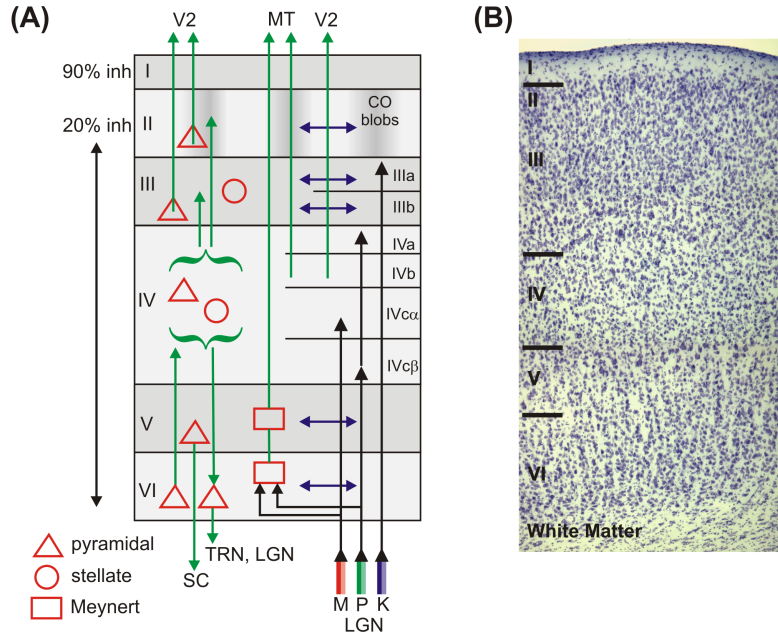 (A)
V2
MT
V2
90% inh
I
20% inh
II
CO
blobs
III
IIIa
IIIb
IV
IVa
IVb
IVcα
IVcβ
V
VI
pyramidal
stellate
Meynert
TRN, LGN
SC
M
P
K
LGN
(B)
I
II
III
IV
V
VI
White Matter